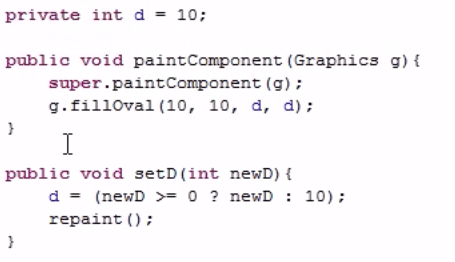 private int d = 10;
public void paintComponent(Graphics g){
super.paintComponent(g);
g.fillOval(10, 10, d, d);
}
public void setD(int newD){
d = (newD >= 0 ? newD : 10);
repaint();
}